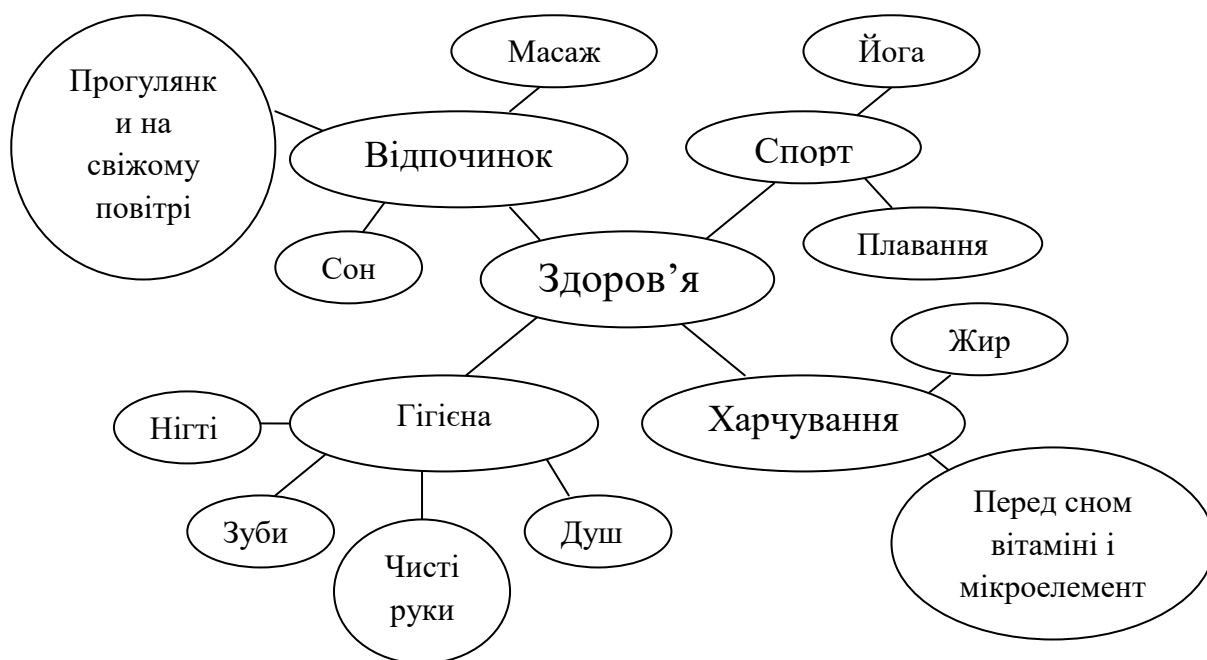 Масаж
Йога
Прогулянк
и на
свіжому
повітрі
Відпочинок
Спорт
Сон
Плавання
Здоров’я
Жир
Нігті
Гігієна
Харчування
Зуби
Чисті
руки
Душ
Перед сном
вітаміні і
мікроелемент